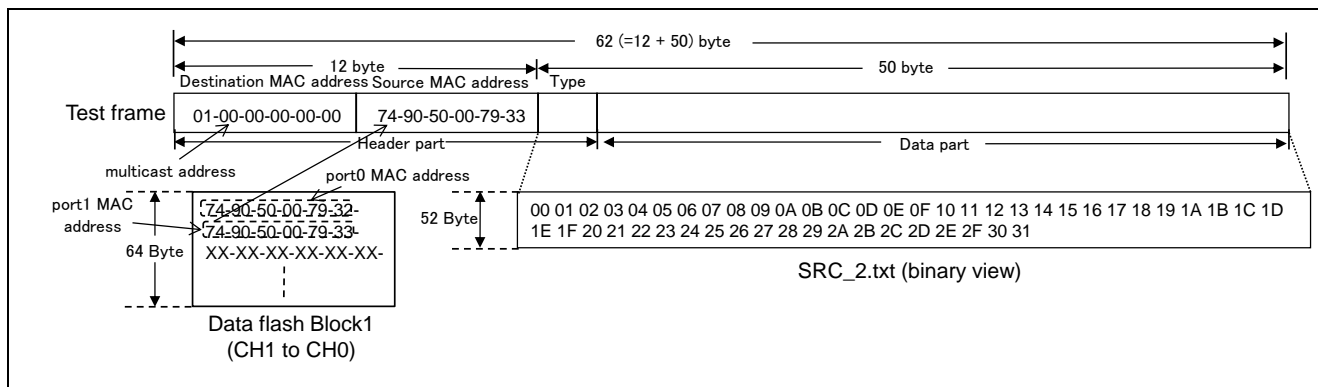 62 (=12 + 50) byte
12 byte
50 byte
Destination MAC address
Source MAC address
Type
Test frame
01-00-00-00-00-00
74-90-50-00-79-33
Header part
Data part
multicast address
port0 MAC address
port1 MAC
address
74-90-50-00-79-32-
74-90-50-00-79-33-
XX-XX-XX-XX-XX-XX-
64 Byte
Data flash Block1
(CH1 to CH0)
52 Byte
00 01 02 03 04 05 06 07 08 09 0A 0B 0C 0D 0E 0F 10 11 12 13 14 15 16 17 18 19 1A 1B 1C 1D
1E 1F 20 21 22 23 24 25 26 27 28 29 2A 2B 2C 2D 2E 2F 30 31
SRC_2.txt (binary view)